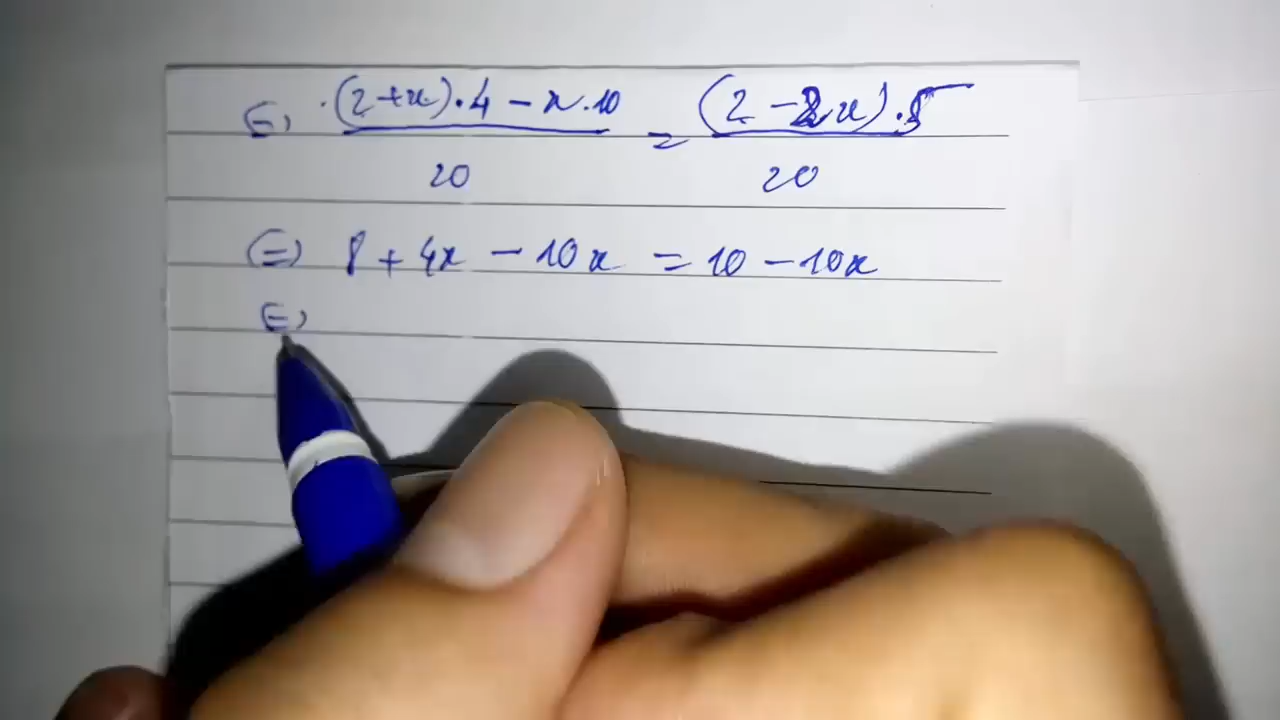 ⇔ (2+x).4 - x.10 = (2-2x).5
20 20
⇔ 8 + 4x - 10x = 10 - 10x
⇔